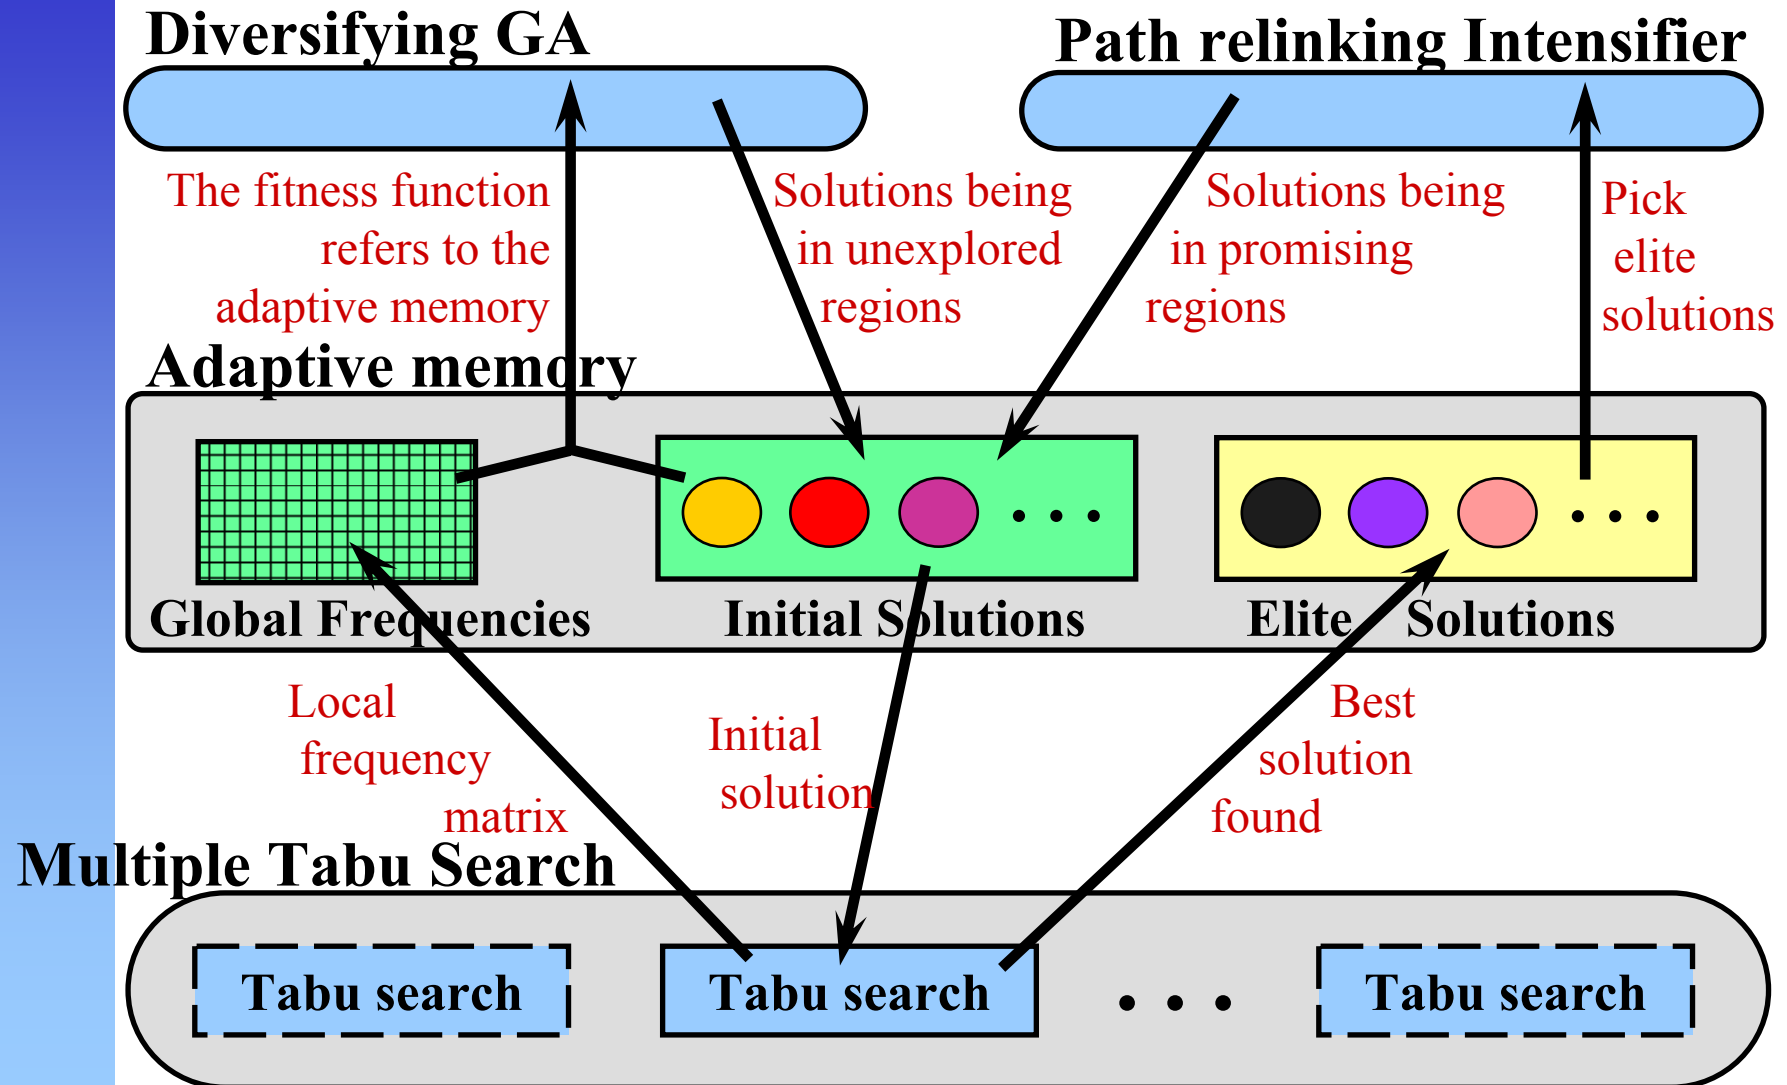 Diversifying GA
Path relinking Intensifier
The fitness function
refers to the
adaptive memory
Solutions being
in unexplored
regions
Solutions being
in promising
regions
Pick
elite
solutions
Adaptive memory
. . .
. . .
Global Frequencies
Initial Solutions
Elite Solutions
Local
frequency
matrix
Initial
solution
Best
solution
found
Multiple Tabu Search
Tabu search
Tabu search
. . .
Tabu search